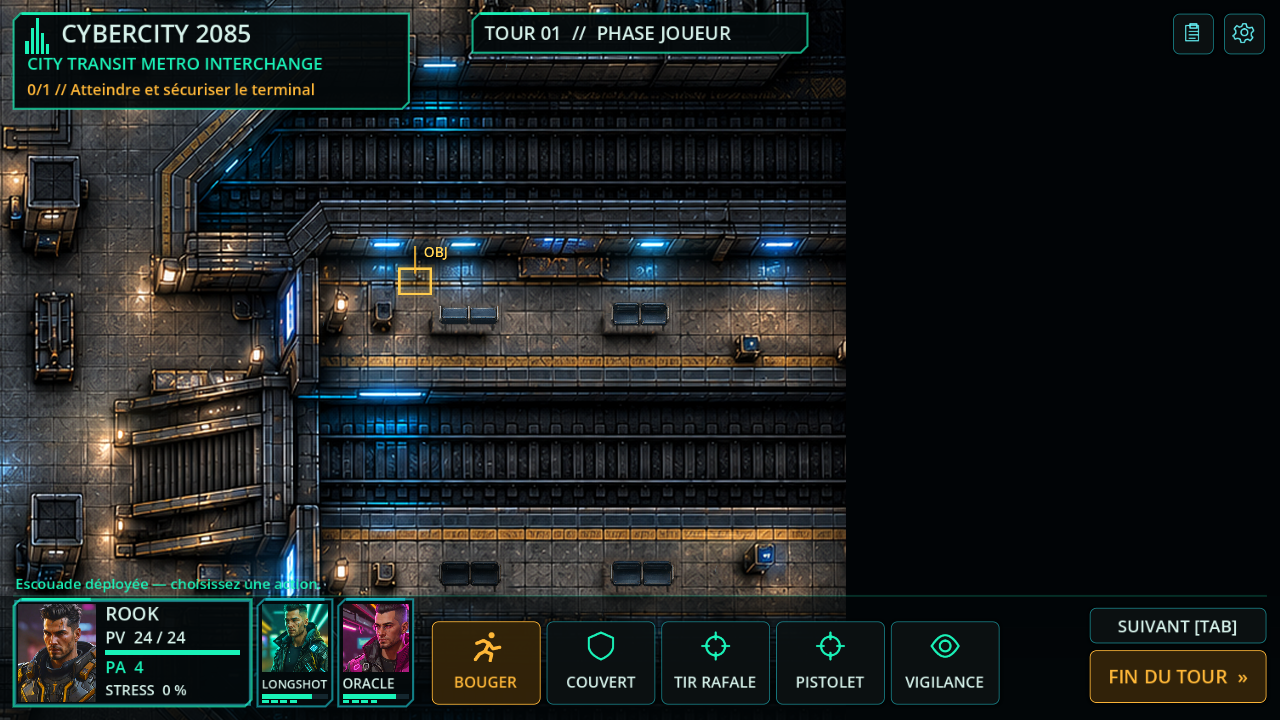 CYBERCITY 2085
CITY TRANSIT METRO INTERCHANGE
0/1 // Atteindre et sécuriser le terminal
TOUR 01 // PHASE JOUEUR
OBJ
Escouade déployée — choisissez une action.
ROOK
PV 24 / 24
PA 4
STRESS 0 %
LONGSHOT
ORACLE
BOUGER
COUVERT
TIR RAFALE
PISTOLET
VIGILANCE
SUIVANT [TAB]
FIN DU TOUR »